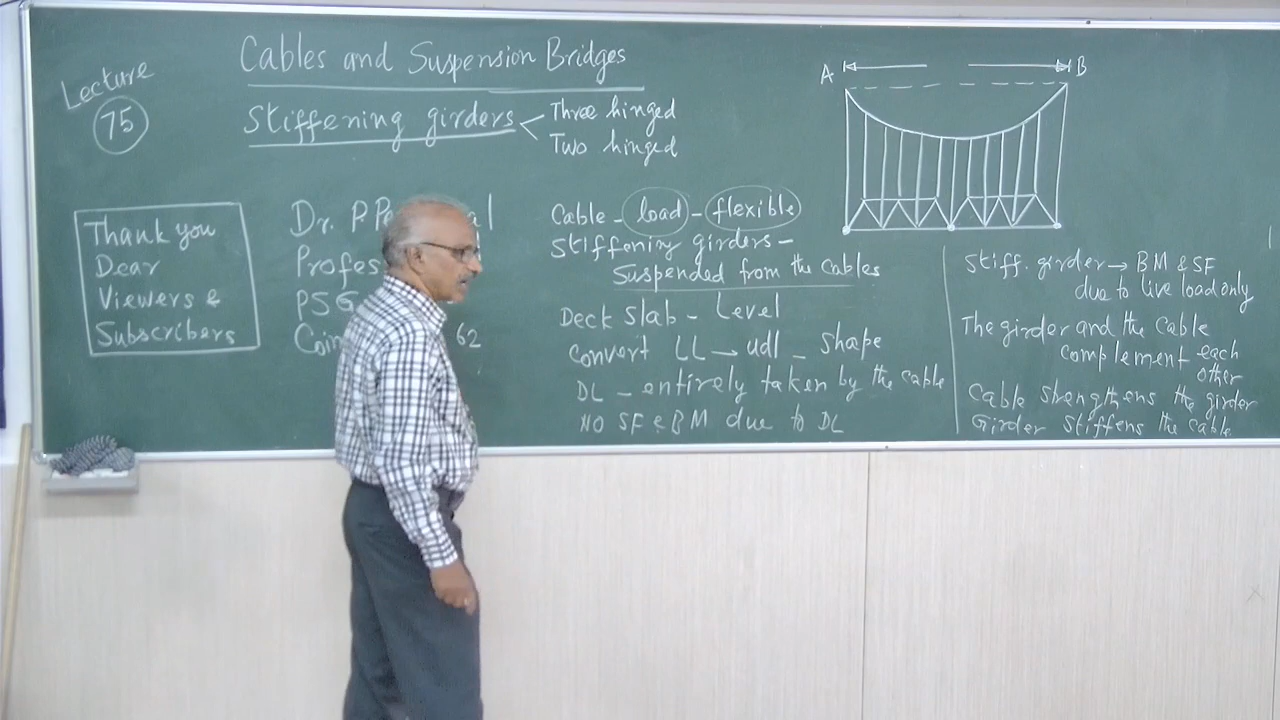 Lecture
75
Cables and Suspension Bridges
Stiffening girders
Three hinged
Two hinged
A
B
Thank you
Dear
Viewers &
Subscribers
Dr. P.
62
Cable - load - flexible
Stiffening girders -
Suspended from the cables
Deck slab - Level
Convert LL → udl - shape
DL - entirely taken by the cable
NO SF & BM due to DL
Stiff. girder → BM & SF
due to live load only
The girder and the cable
complement each
other
Cable strengthens the girder
Girder stiffens the cable